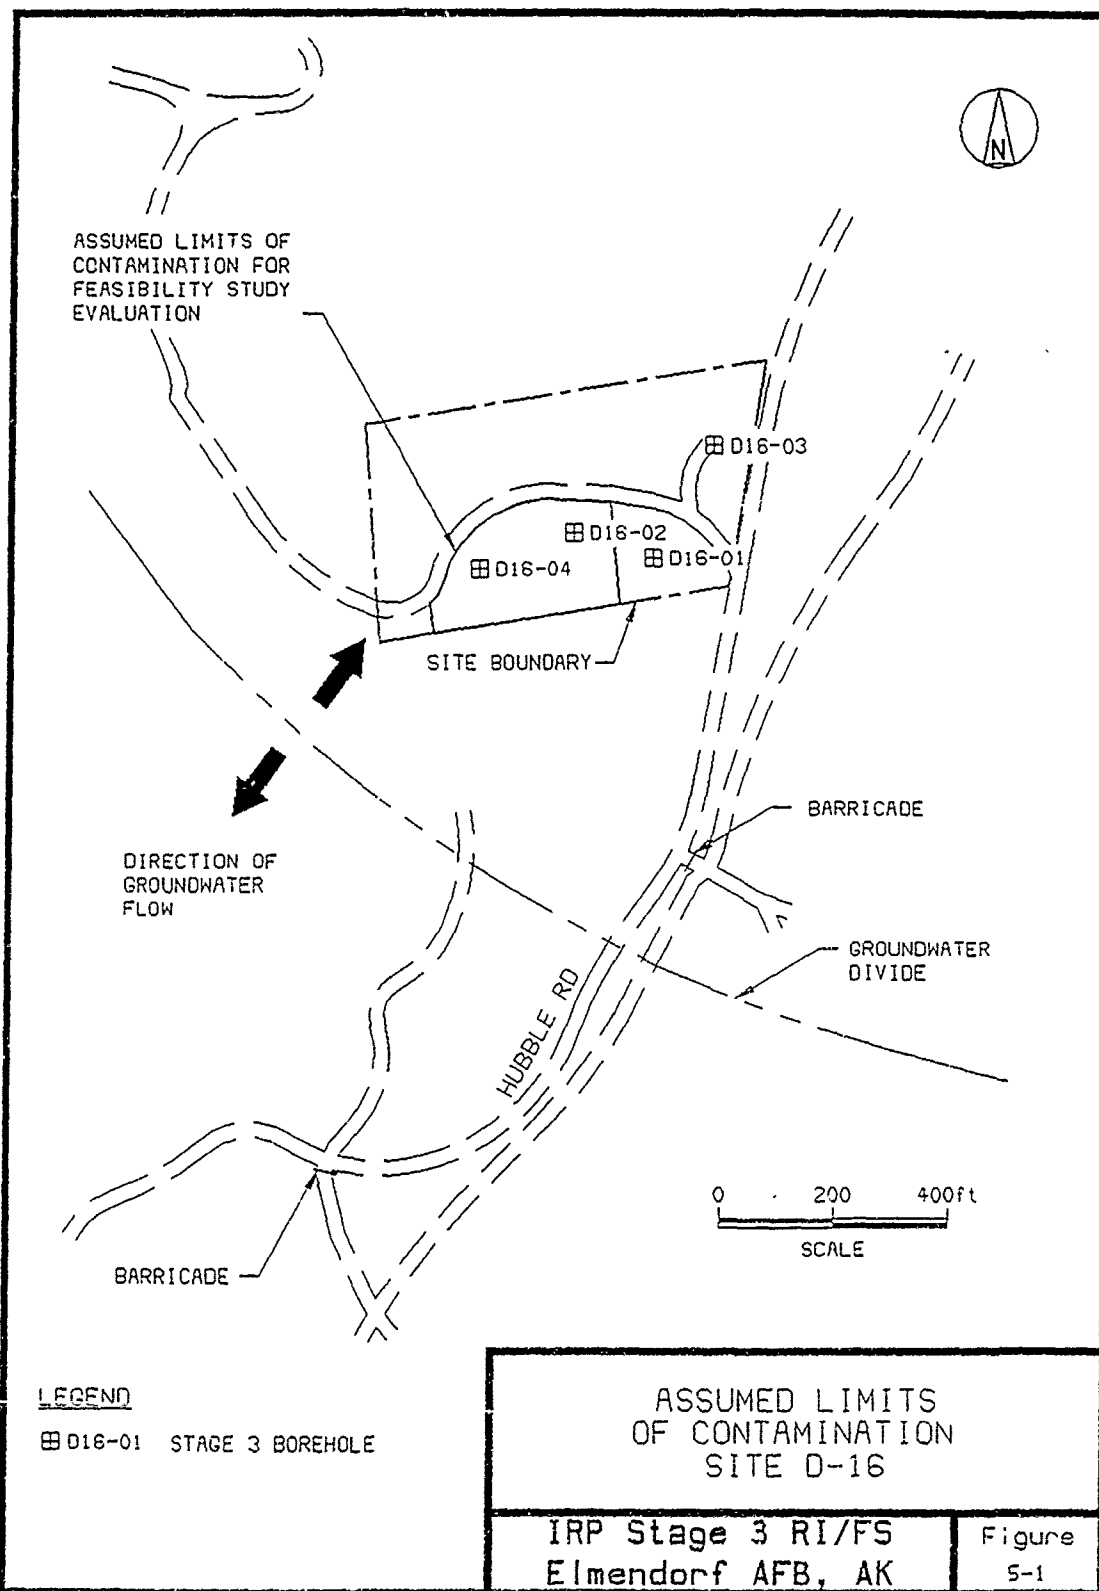 N
ASSUMED LIMITS OF
CONTAMINATION FOR
FEASIBILITY STUDY
EVALUATION
D16-03
D16-02
D16-01
D16-04
SITE BOUNDARY
BARRICADE
DIRECTION OF
GROUNDWATER
FLOW
GROUNDWATER
DIVIDE
HUBBLE RD
0 200 400ft
SCALE
BARRICADE
LEGEND
D16-01 STAGE 3 BOREHOLE
ASSUMED LIMITS
OF CONTAMINATION
SITE D-16
IRP Stage 3 RI/FS
Elmendorf AFB, AK
Figure
5-1